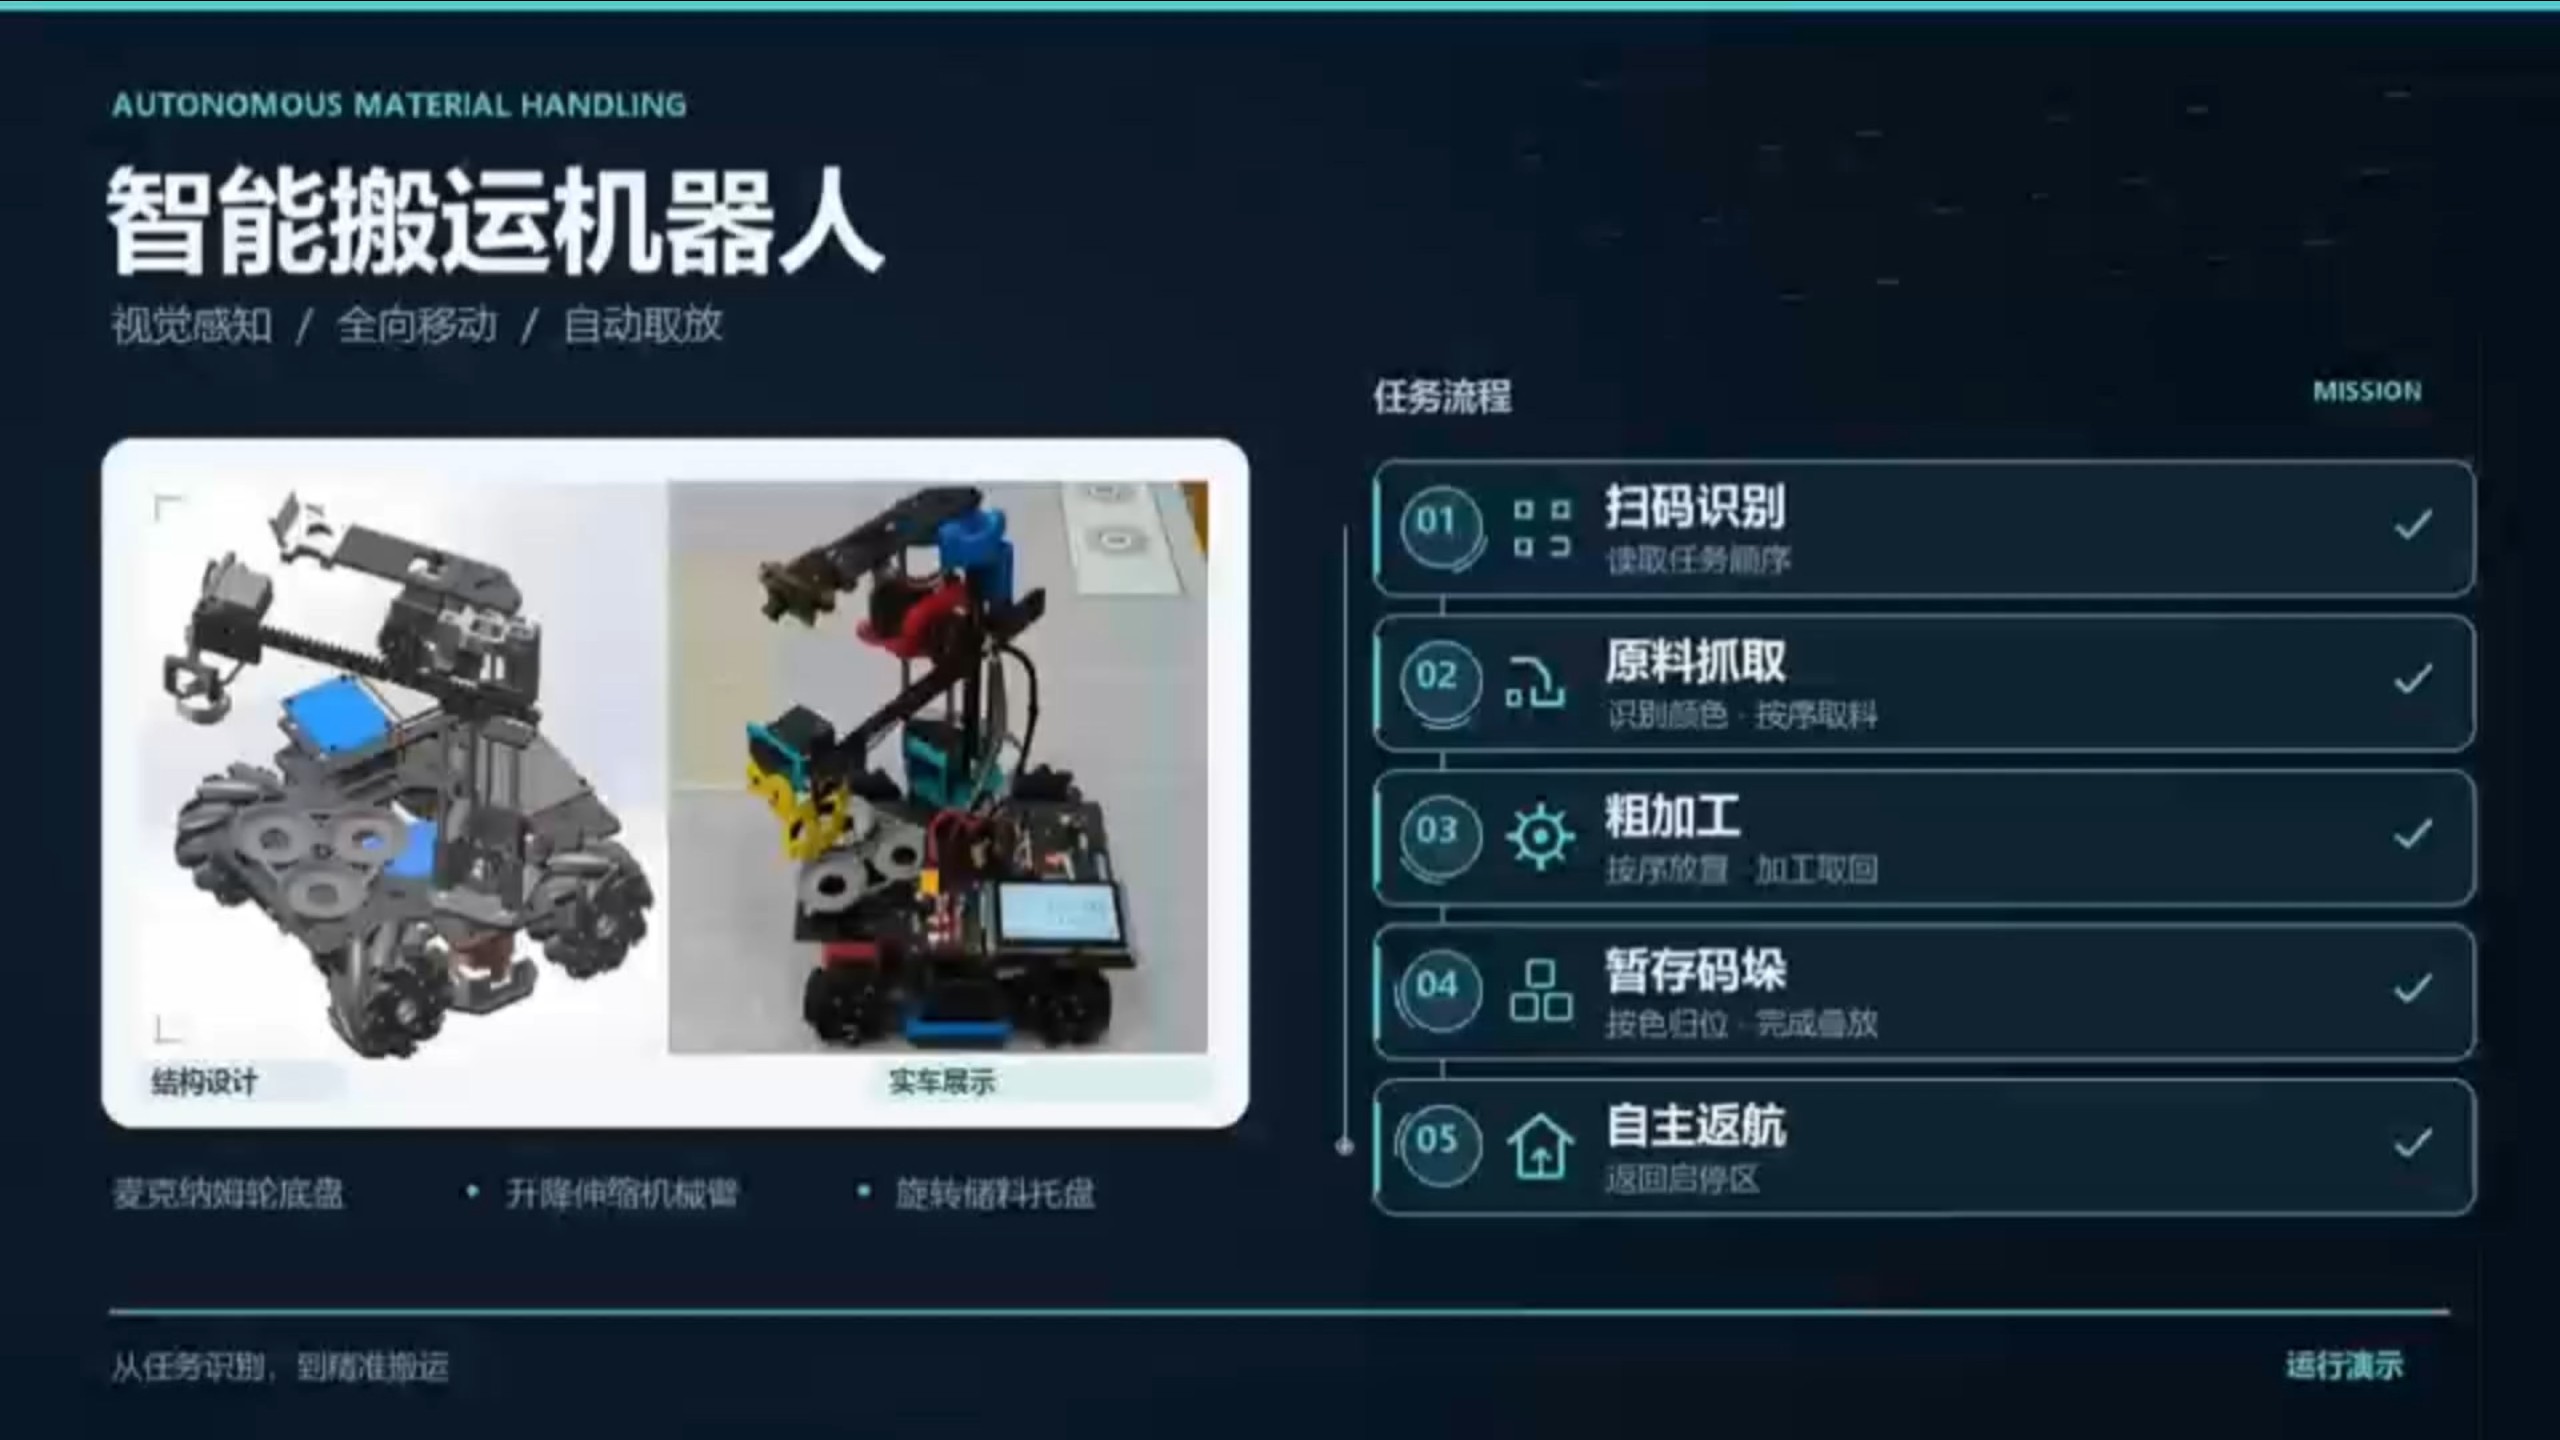 AUTONOMOUS MATERIAL HANDLING
智能搬运机器人
视觉感知 / 全向移动 / 自动取放
结构设计
实车展示
麦克纳姆轮底盘 • 升降伸缩机械臂 • 旋转储料托盘
任务流程
MISSION
01
扫码识别
读取任务顺序
02
原料抓取
识别颜色 · 按序取料
03
粗加工
按序放置 · 加工取回
04
暂存码垛
按色归位 · 完成叠放
05
自主返航
返回启停区
从任务识别，到精准搬运
运行演示